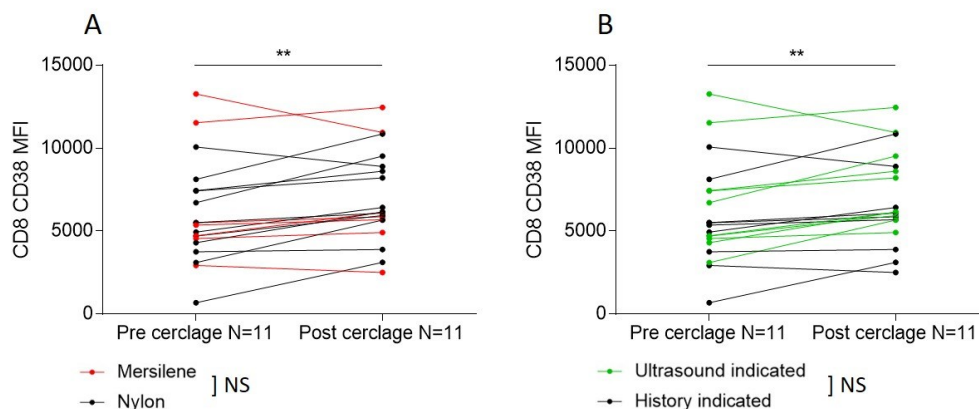 A
**
15000
10000
5000
0
CD8 CD38 MFI
Pre cerclage N=11 Post cerclage N=11
Mersilene
Nylon
] NS
B
**
15000
10000
5000
0
CD8 CD38 MFI
Pre cerclage N=11 Post cerclage N=11
Ultrasound indicated
History indicated
] NS